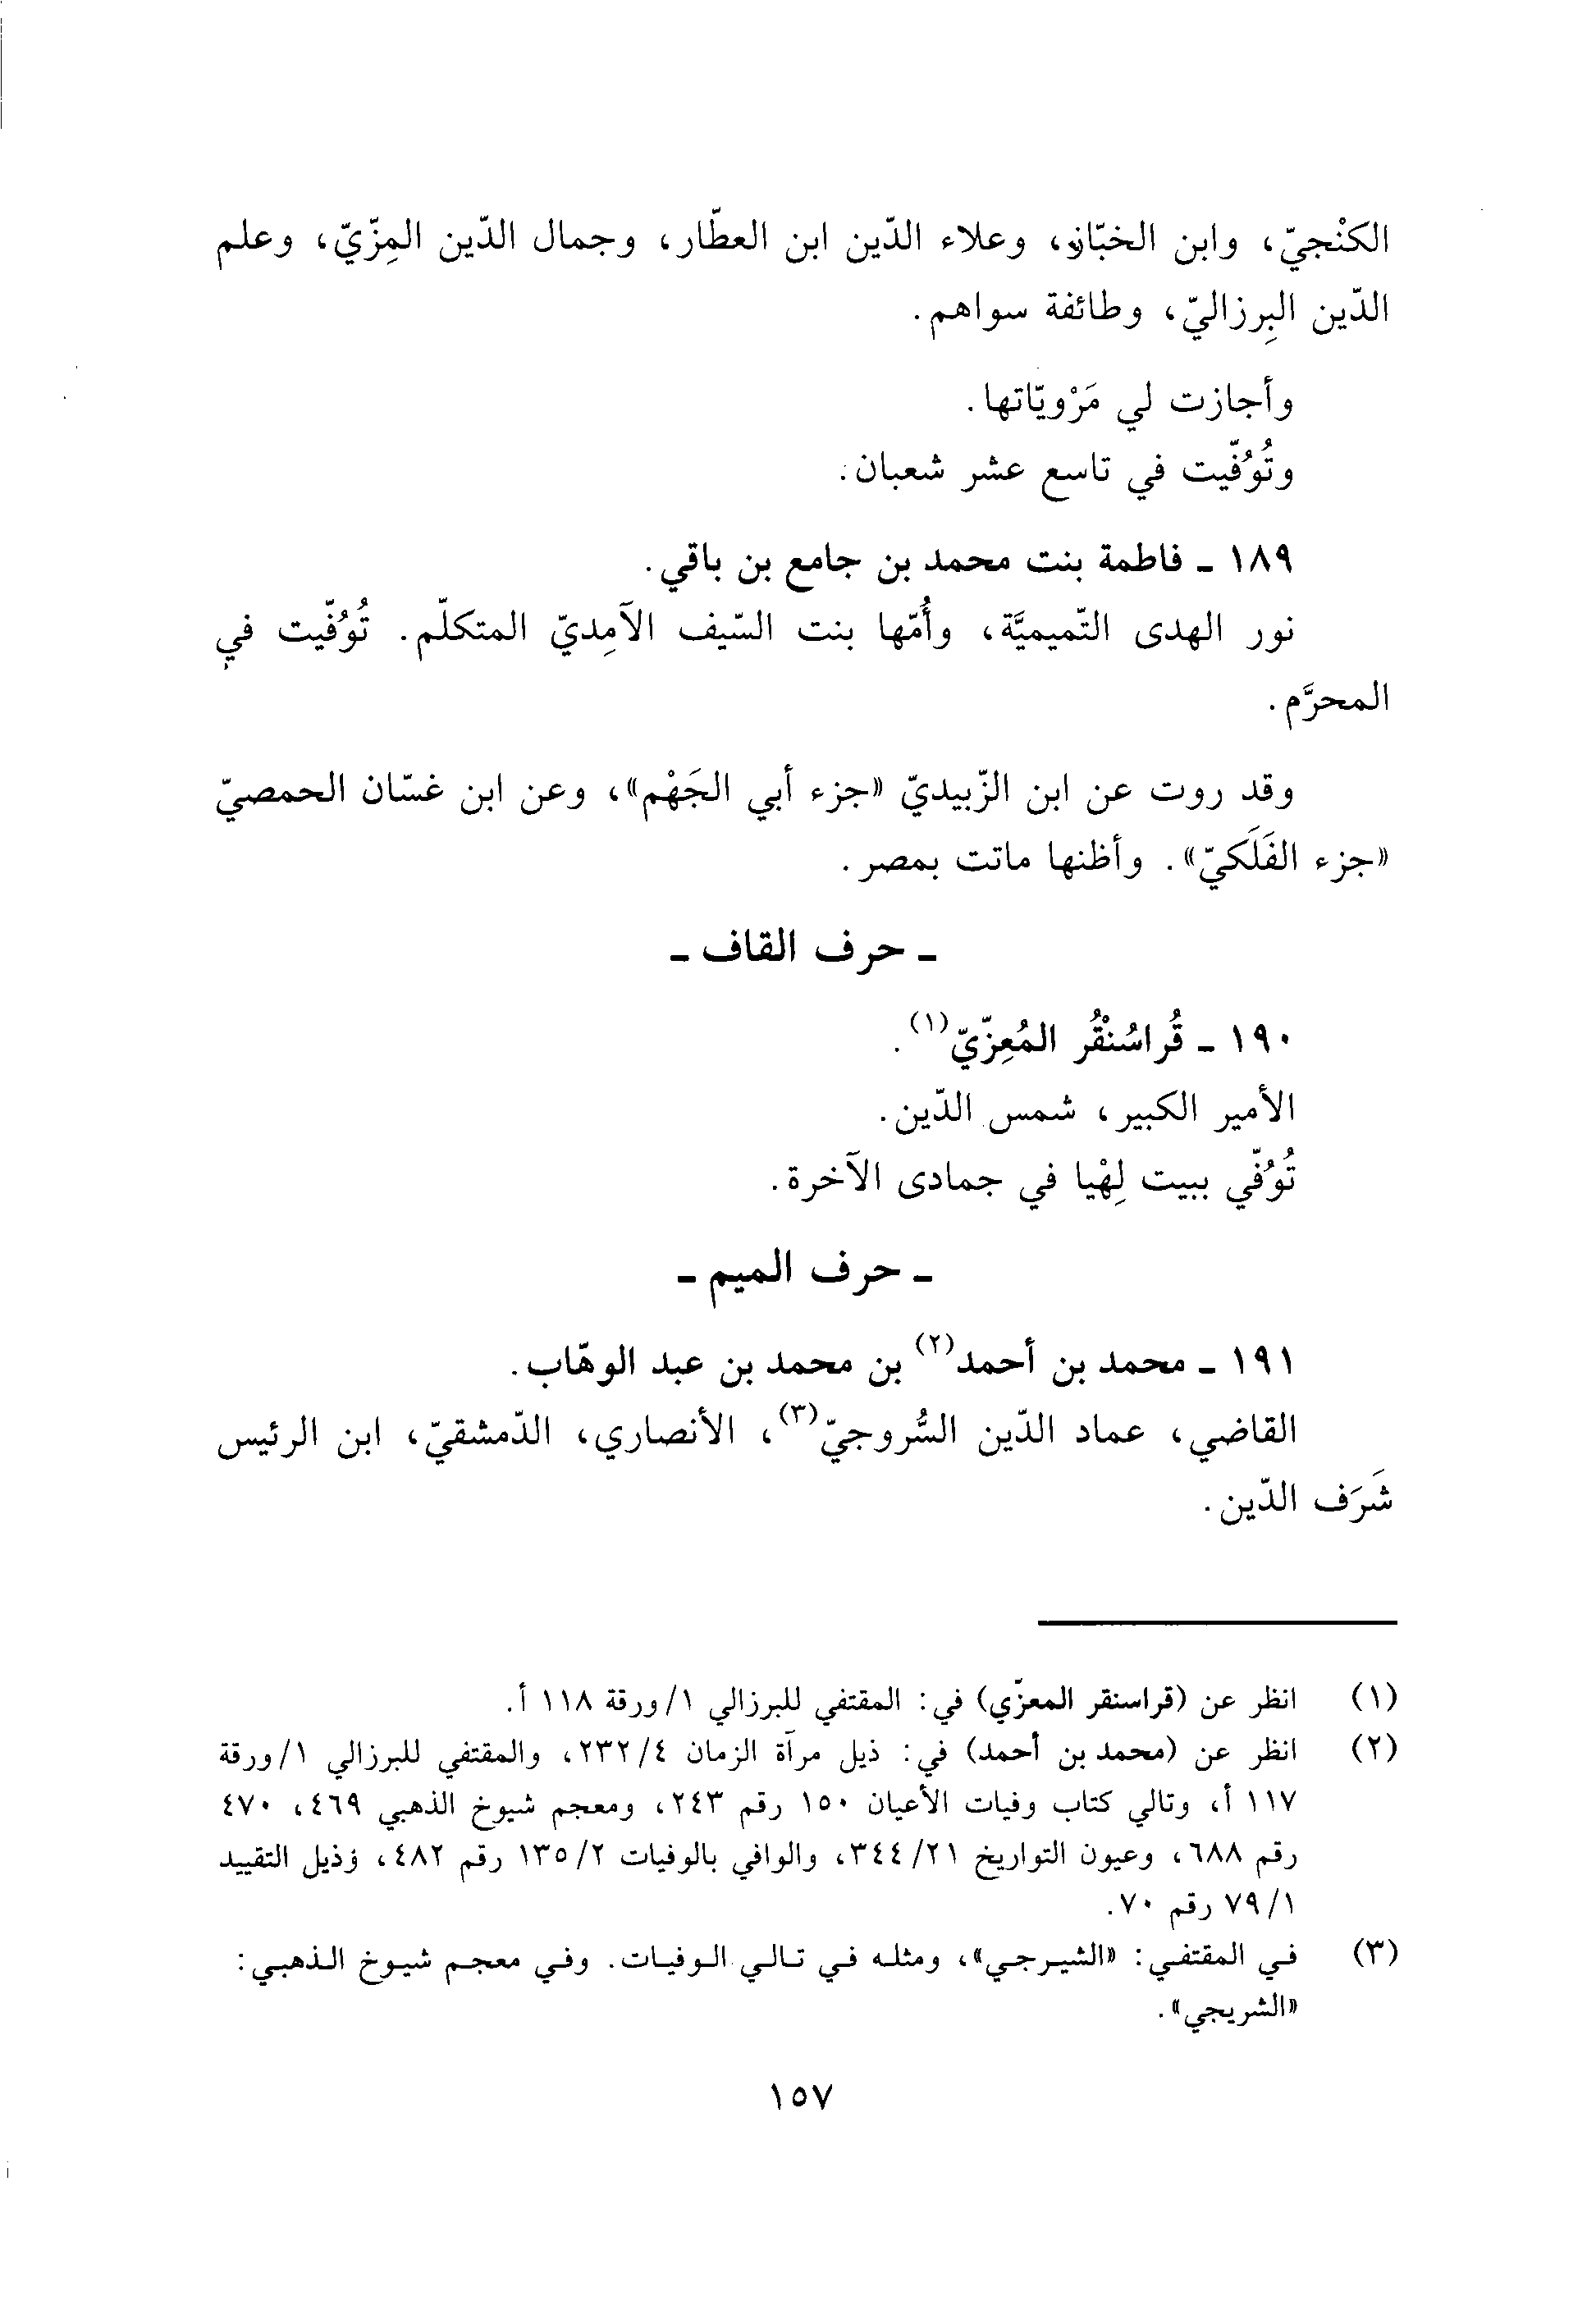 الكنْجيّ، وابن الخبّاز، وعلاء الدّين ابن العطّار، وجمال الدّين المِزّيّ، وعلم
الدّين البِرزاليّ، وطائفة سواهم.
وأجازت لي مَرْويّاتها.
وتُوُفّيت في تاسع عشر شعبان.
١٨٩ ـ فاطمة بنت محمد بن جامع بن باقي.
نور الهدى التّميميَّة، وأُمّها بنت السّيف الآمِديّ المتكلّم. تُوُفّيت في
المحرَّم.
وقد روت عن ابن الزّبيديّ «جزء أبي الجَهْم»، وعن ابن غسّان الحمصيّ
«جزء الفَلَكيّ». وأظنها ماتت بمصر.
ـ حرف القاف ـ
١٩٠ ـ قُراسُنْقُر المُعِزّيّ(١).
الأمير الكبير، شمس الدّين.
تُوُفّي ببيت لِهْيا في جمادى الآخرة.
ـ حرف الميم ـ
١٩١ ـ محمد بن أحمد(٢) بن محمد بن عبد الوهّاب.
القاضي، عماد الدّين السُّروجيّ(٣)، الأنصاري، الدّمشقيّ، ابن الرئيس
شَرَف الدّين.
(١) انظر عن (قراسنقر المعزّي) في: المقتفي للبرزالي ١/ورقة ١١٨ أ.
(٢) انظر عن (محمد بن أحمد) في: ذيل مرآة الزمان ٢٣٢/٤، والمقتفي للبرزالي ١/ورقة
١١٧ أ، وتالي كتاب وفيات الأعيان ١٥٠ رقم ٢٤٣، ومعجم شيوخ الذهبي ٤٦٩، ٤٧٠
رقم ٦٨٨، وعيون التواريخ ٣٤٤/٢١، والوافي بالوفيات ١٣٥/٢ رقم ٤٨٢، وذيل التقييد
٧٩/١ رقم ٧٠.
(٣) في المقتفي: «الشيرجي»، ومثله في تالي الوفيات. وفي معجم شيوخ الذهبي:
«الشريجي».
١٥٧